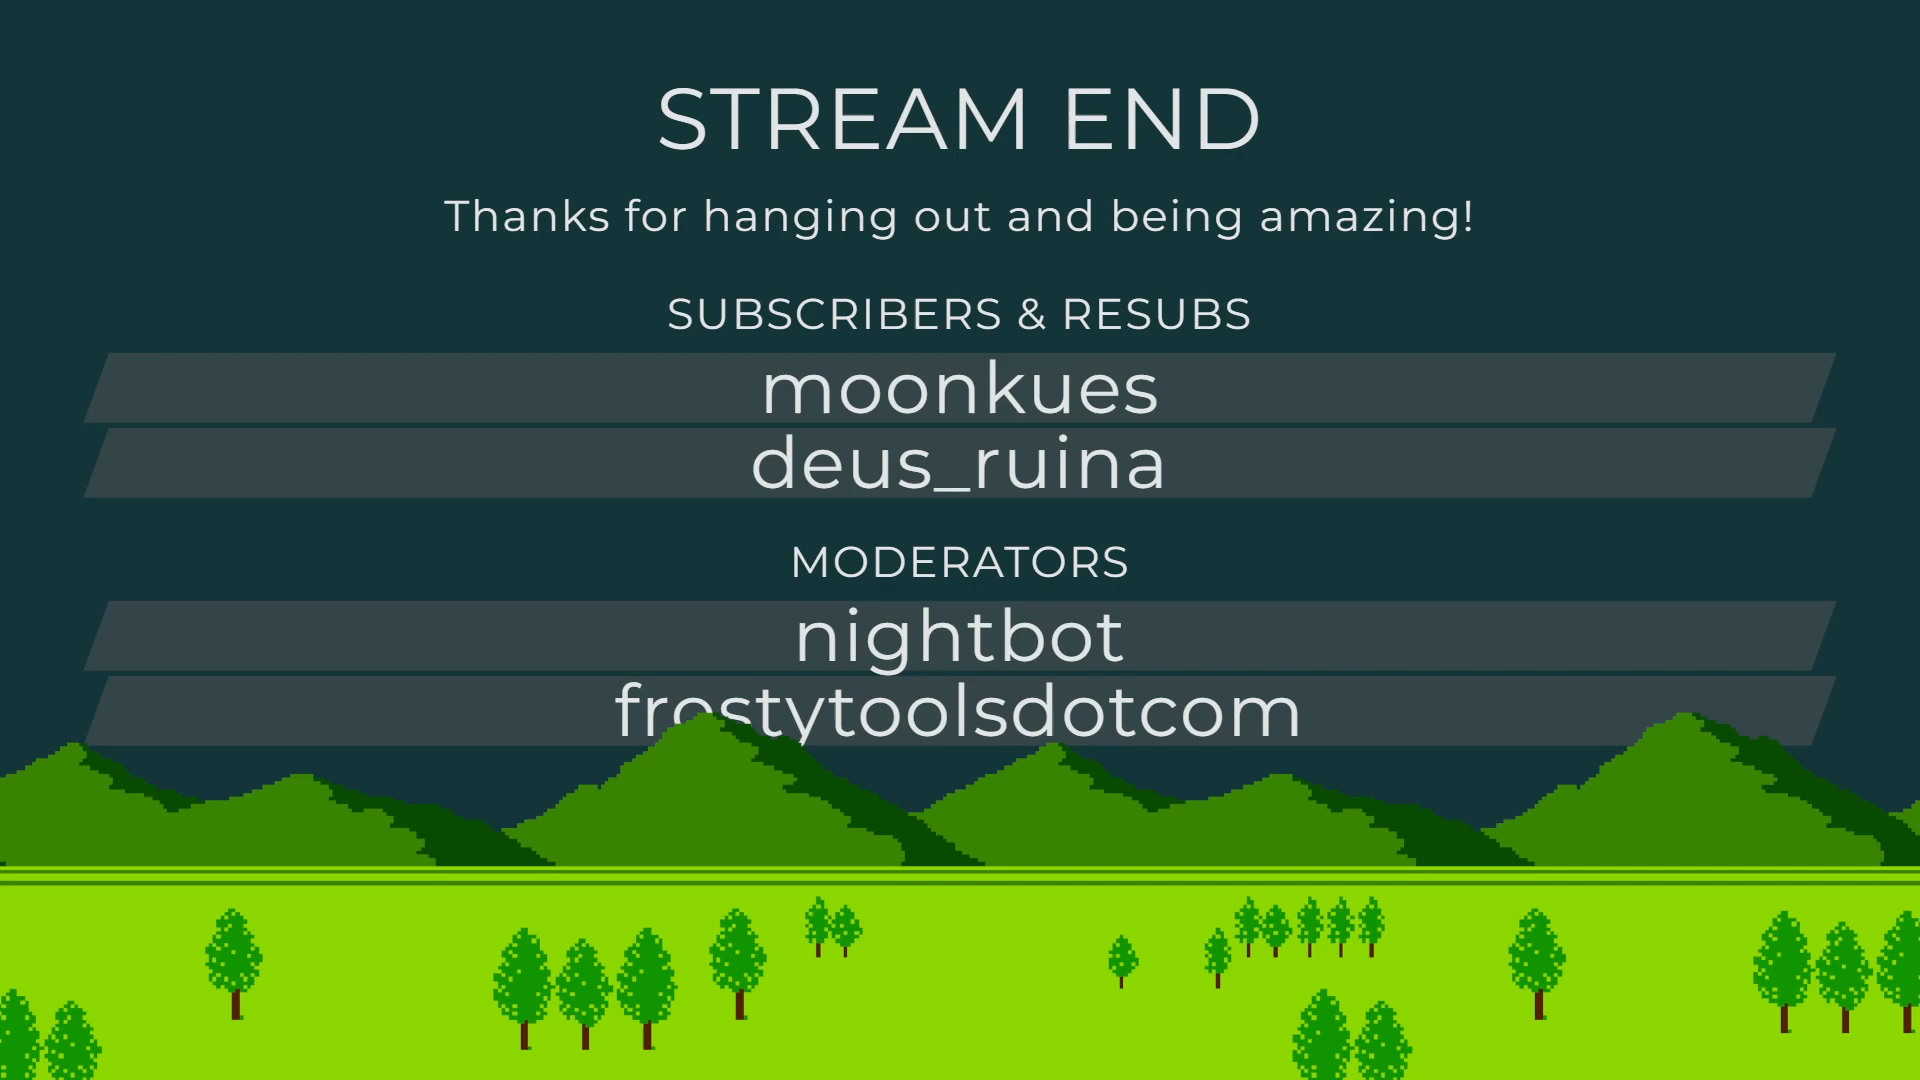 STREAM END
Thanks for hanging out and being amazing!
SUBSCRIBERS & RESUBS
moonkues
deus_ruina
MODERATORS
nightbot
frostytoolsdotcom